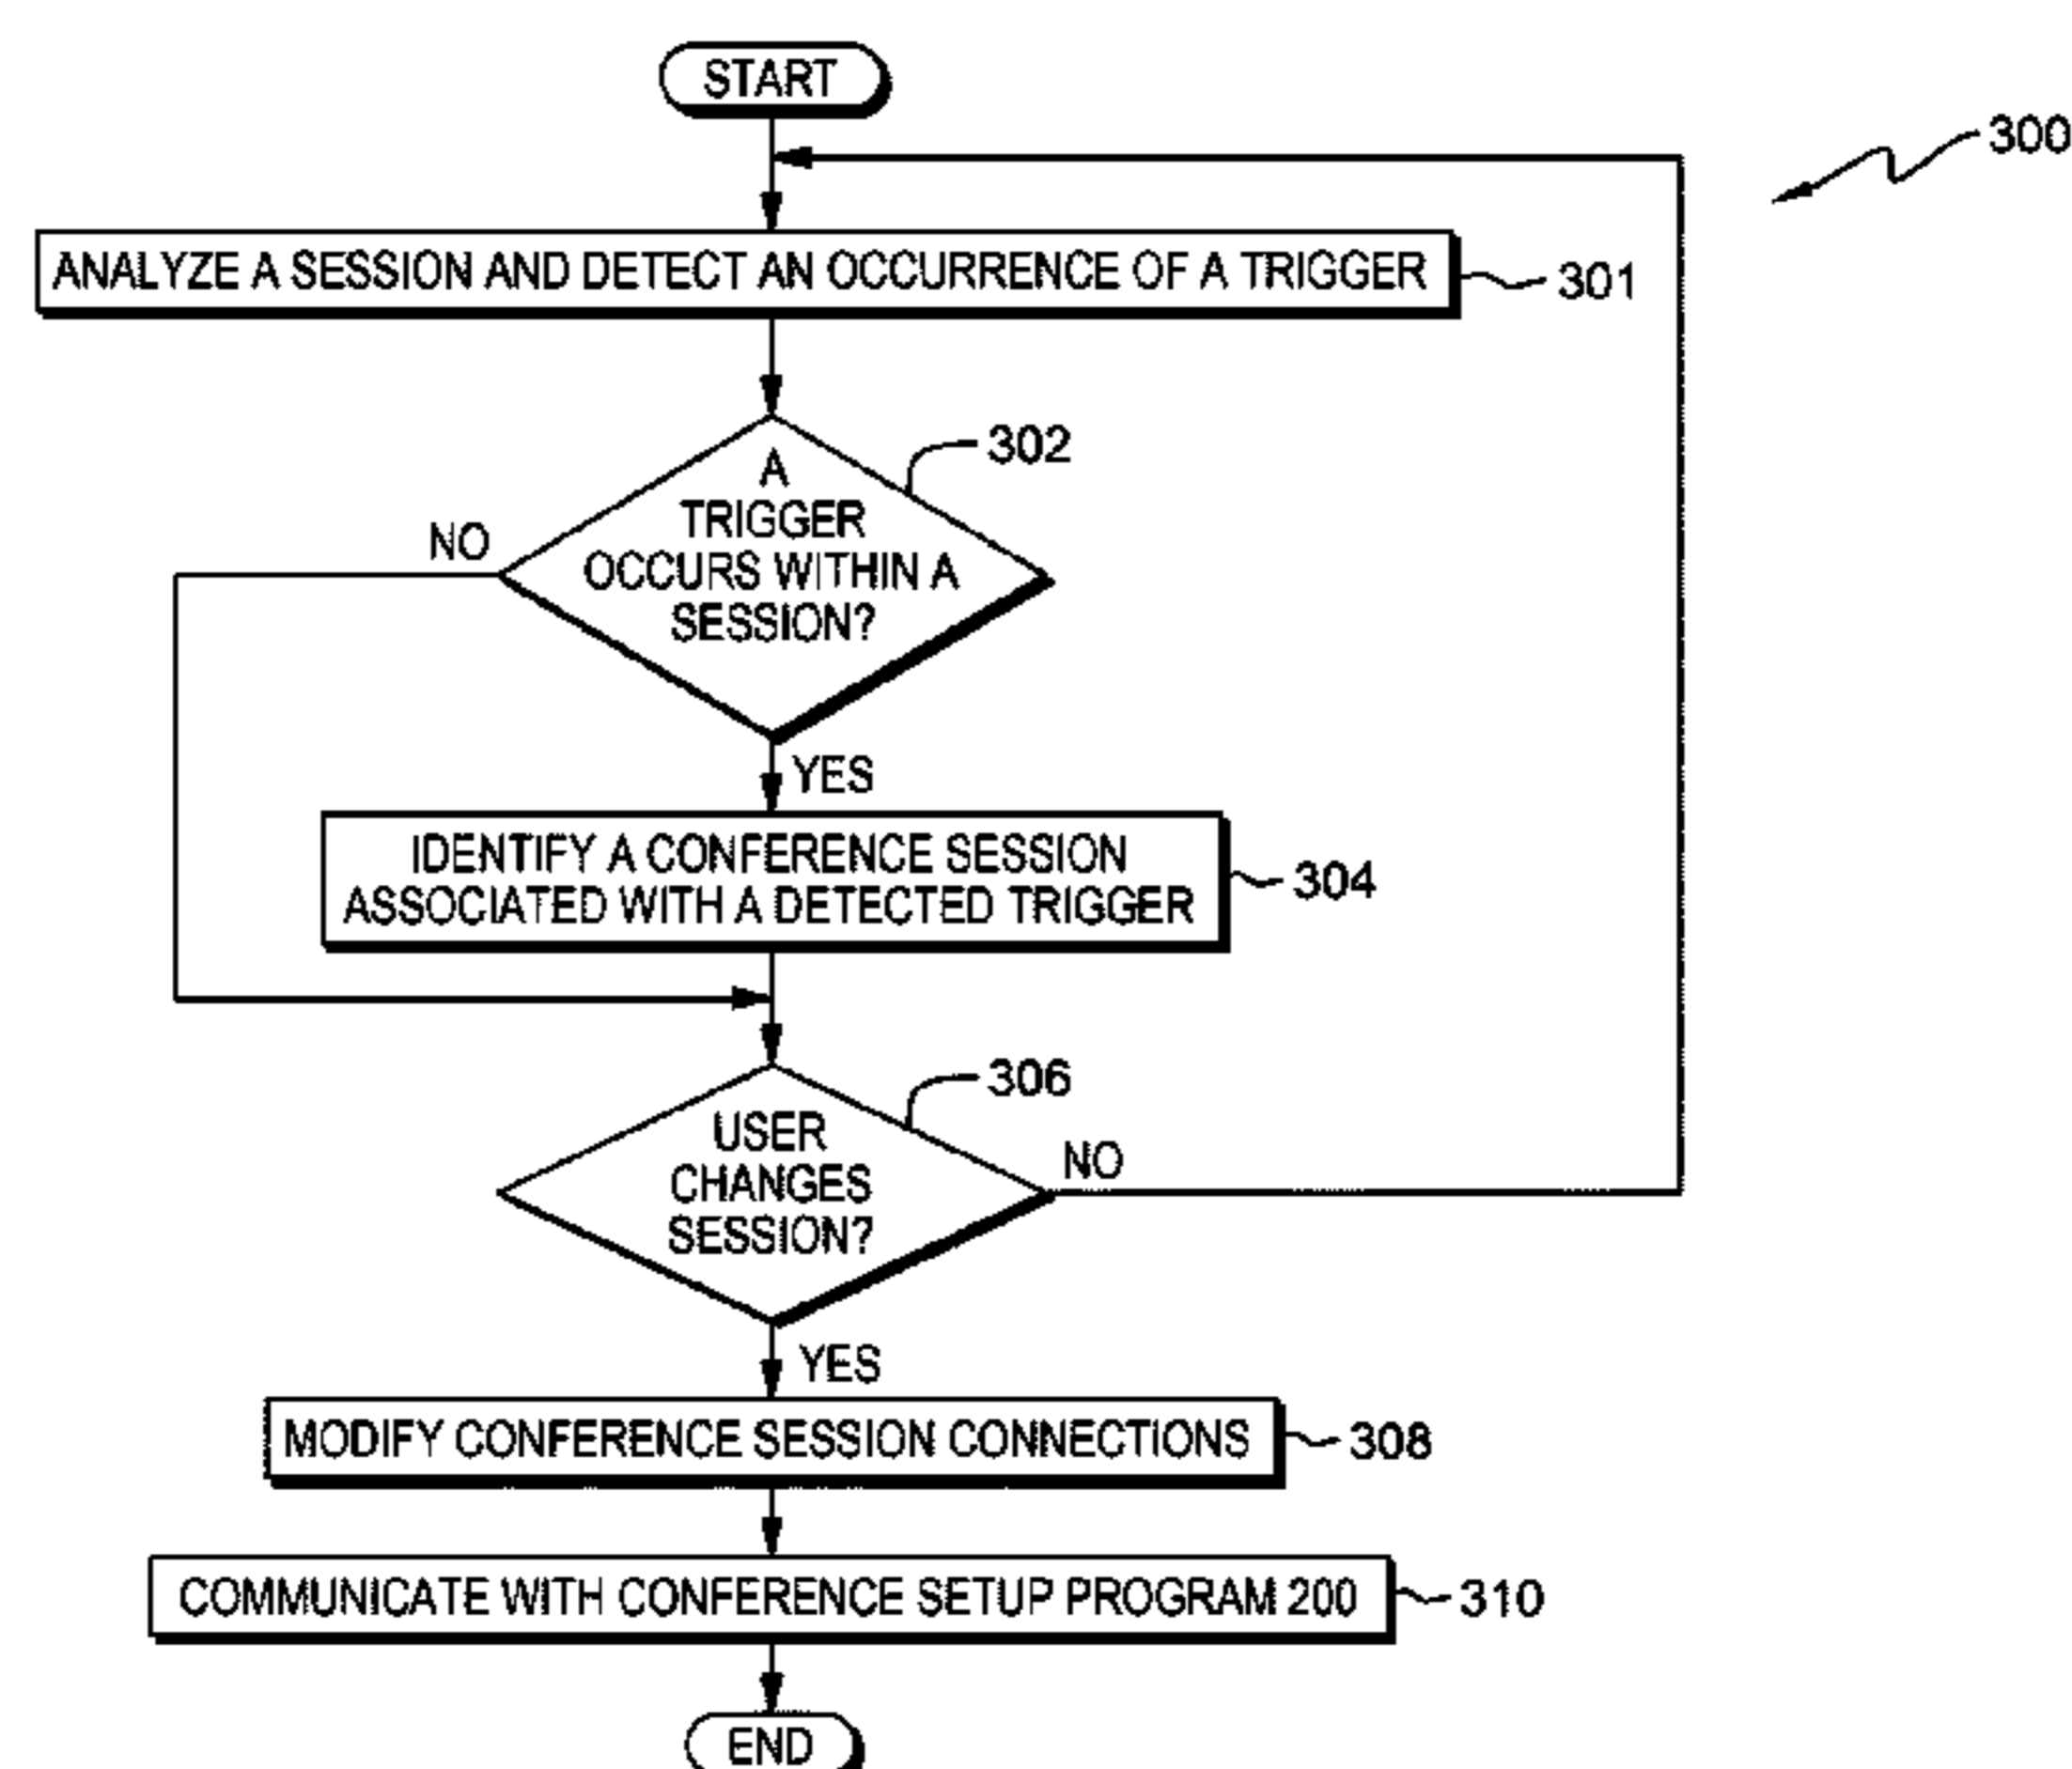 START
300
ANALYZE A SESSION AND DETECT AN OCCURRENCE OF A TRIGGER
301
302
A
TRIGGER
OCCURS WITHIN A
SESSION?
NO
YES
IDENTIFY A CONFERENCE SESSION
ASSOCIATED WITH A DETECTED TRIGGER
304
306
USER
CHANGES
SESSION?
NO
YES
MODIFY CONFERENCE SESSION CONNECTIONS
308
COMMUNICATE WITH CONFERENCE SETUP PROGRAM 200
310
END